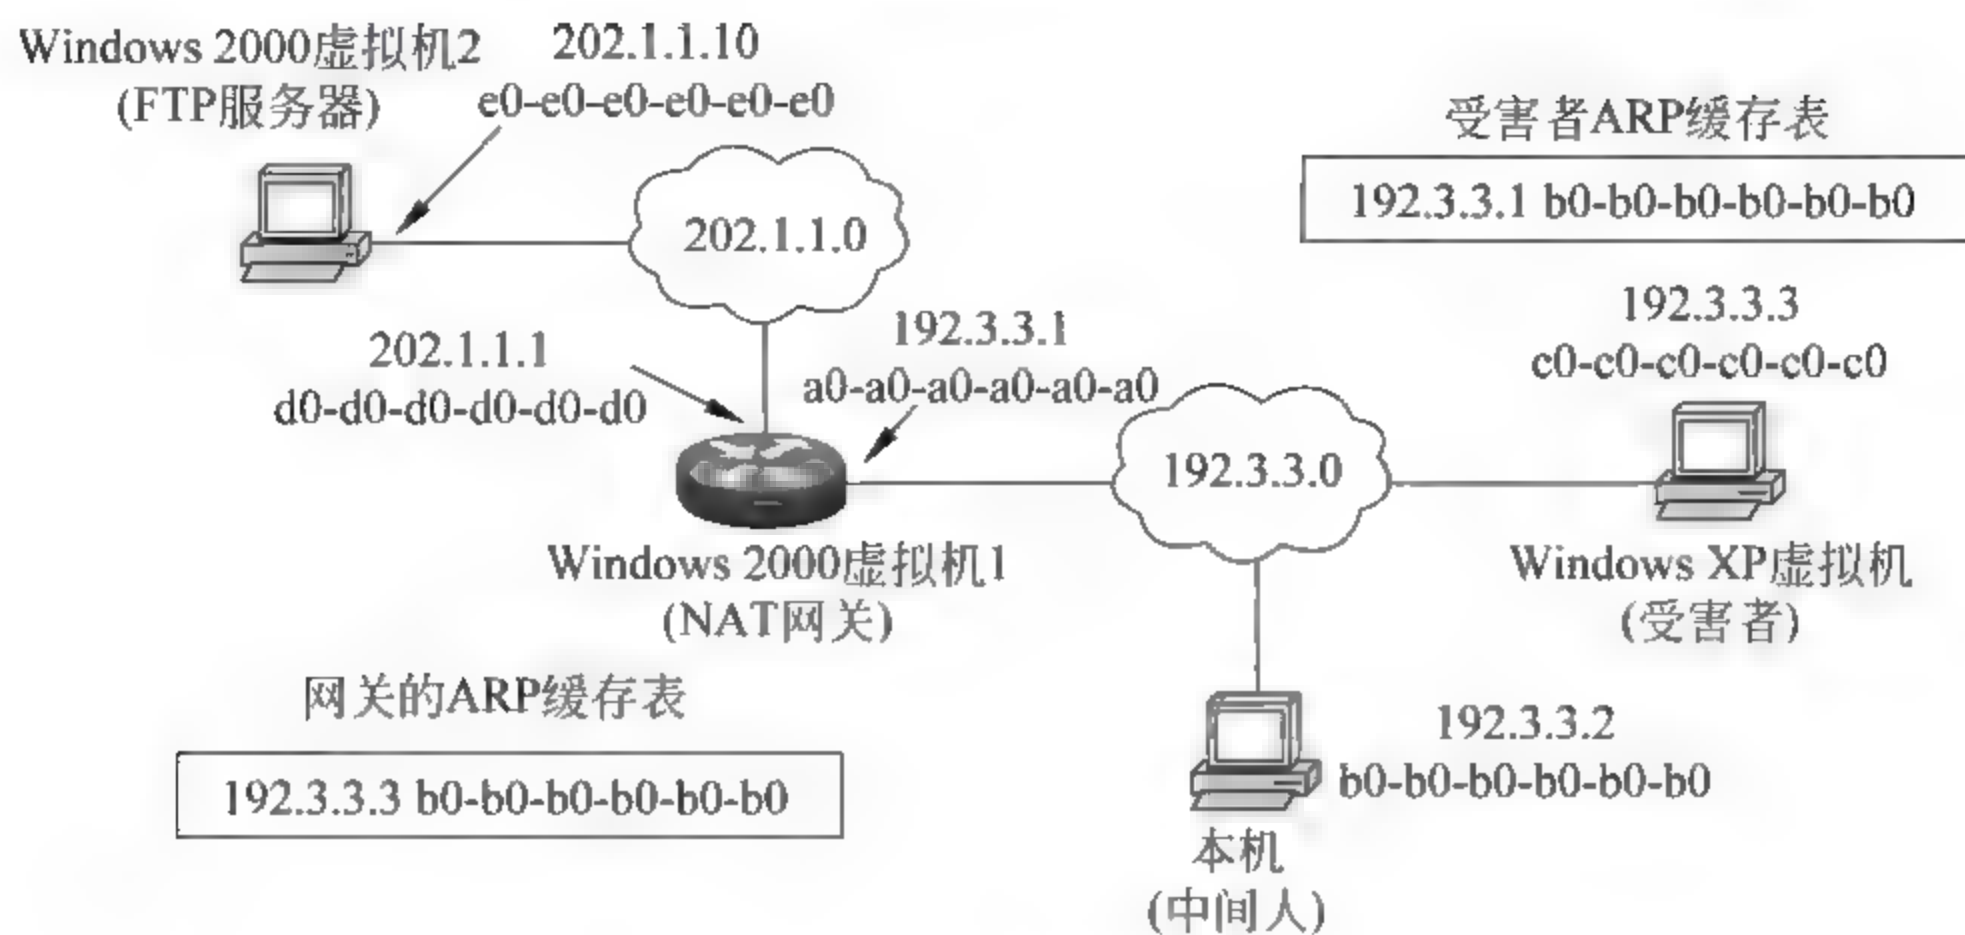 Windows 2000虚拟机2
(FTP服务器)
202.1.1.10
e0-e0-e0-e0-e0-e0
受害者ARP缓存表
192.3.3.1 b0-b0-b0-b0-b0-b0
202.1.1.0
192.3.3.3
c0-c0-c0-c0-c0-c0
202.1.1.1
d0-d0-d0-d0-d0-d0
192.3.3.1
a0-a0-a0-a0-a0-a0
192.3.3.0
Windows 2000虚拟机1
(NAT网关)
Windows XP虚拟机
(受害者)
网关的ARP缓存表
192.3.3.3 b0-b0-b0-b0-b0-b0
192.3.3.2
b0-b0-b0-b0-b0-b0
本机
(中间人)